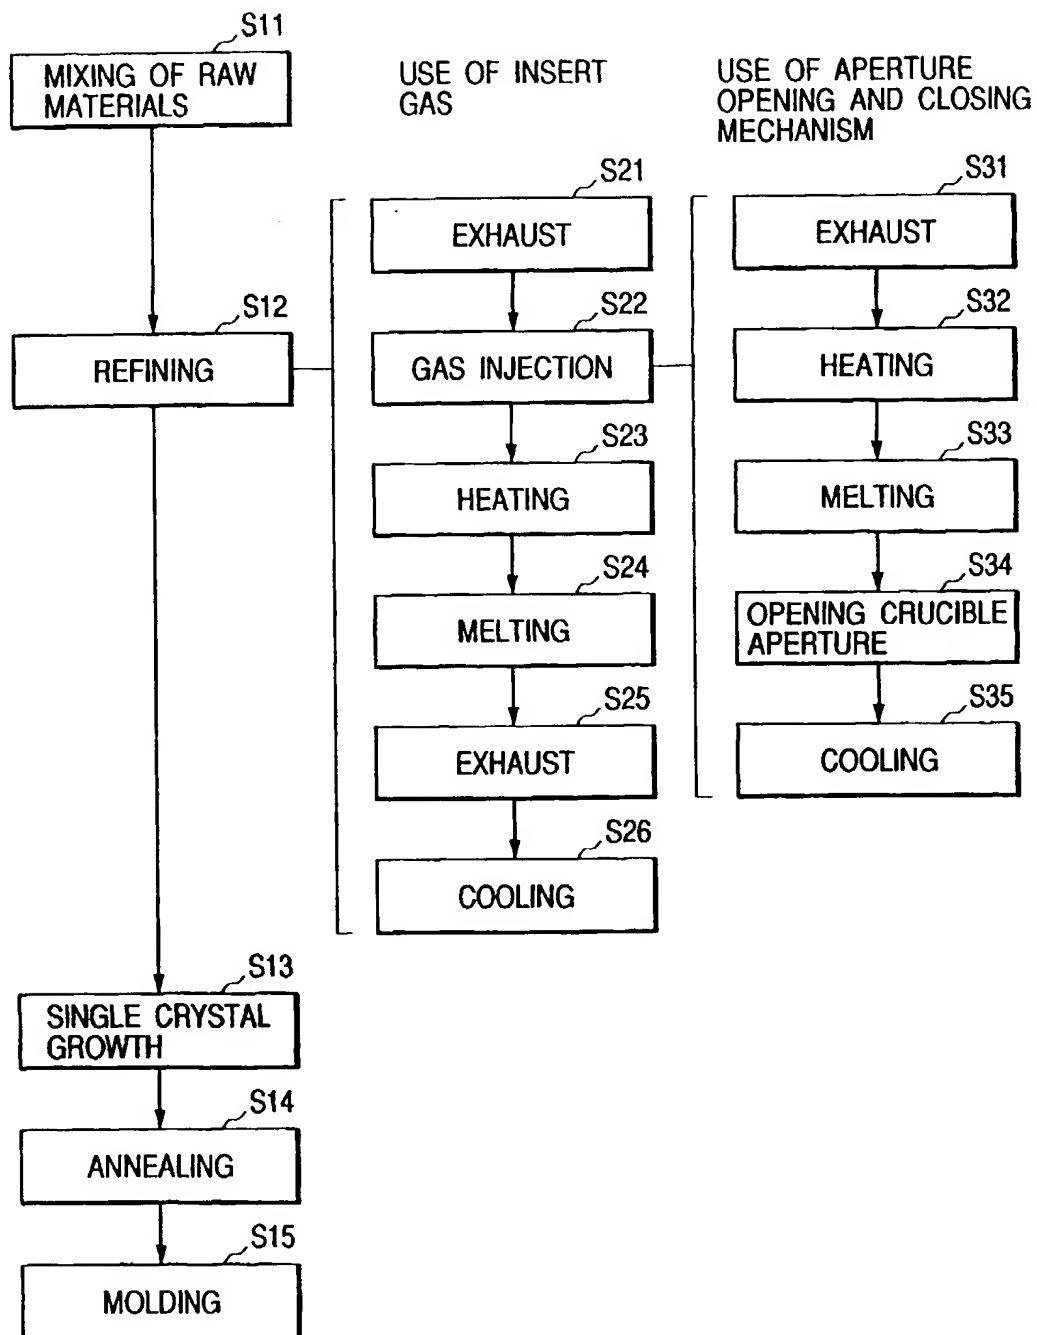 S11
MIXING OF RAW
MATERIALS
S12
REFINING
USE OF INSERT
GAS
S21
EXHAUST
S22
GAS INJECTION
S23
HEATING
S24
MELTING
S25
EXHAUST
S26
COOLING
USE OF APERTURE
OPENING AND CLOSING
MECHANISM
S31
EXHAUST
S32
HEATING
S33
MELTING
S34
OPENING CRUCIBLE
APERTURE
S35
COOLING
S13
SINGLE CRYSTAL
GROWTH
S14
ANNEALING
S15
MOLDING